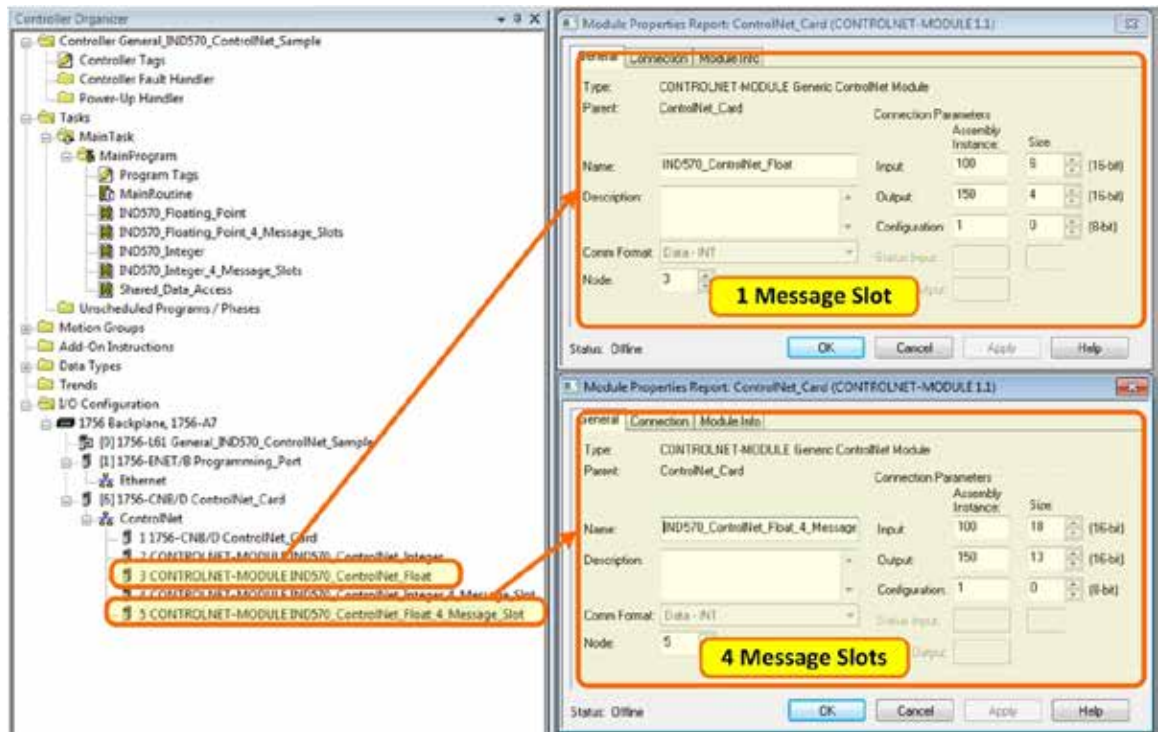 Controller Organizer
Controller General_IND570_ControlNet_Sample
Controller Tags
Controller Fault Handler
Power-Up Handler
Tasks
MainTask
MainProgram
Program Tags
MainRoutine
IND570_Floating_Point
IND570_Floating_Point_4_Message_Slots
IND570_Integer
IND570_Integer_4_Message_Slots
Shared_Data_Access
Unscheduled Programs / Phases
Motion Groups
Add-On Instructions
Data Types
Trends
I/O Configuration
1756 Backplane, 1756-A7
[0] 1756-L61 General_IND570_ControlNet_Sample
[1] 1756-ENET/B Programming_Port
Ethernet
[6] 1756-CNB/D ControlNet_Card
ControlNet
1 1756-CNB/D ControlNet_Card
2 CONTROLNET-MODULE IND570_ControlNet_Integer
3 CONTROLNET-MODULE IND570_ControlNet_Float
4 CONTROLNET-MODULE IND570_ControlNet_Integer_4_Message_Slot
5 CONTROLNET-MODULE IND570_ControlNet_Float_4_Message_Slot
Module Properties Report: ControlNet_Card (CONTROLNET-MODULE 1.1)
General Connection Module Info
Type: CONTROLNET-MODULE Generic ControlNet Module
Parent: ControlNet_Card
Connection Parameters
Assembly Instance: Size:
Name: IND570_ControlNet_Float Input: 100 6 (16-bit)
Description: Output: 150 4 (16-bit)
Configuration: 1 0 (8-bit)
Comm Format: Data - INT Status Input:
Node: 3 Output:
1 Message Slot
Status: Offline OK Cancel Apply Help
Module Properties Report: ControlNet_Card (CONTROLNET-MODULE 1.1)
General Connection Module Info
Type: CONTROLNET-MODULE Generic ControlNet Module
Parent: ControlNet_Card
Connection Parameters
Assembly Instance: Size:
Name: IND570_ControlNet_Float_4_Message Input: 100 18 (16-bit)
Description: Output: 150 13 (16-bit)
Configuration: 1 0 (8-bit)
Comm Format: Data - INT Status Input:
Node: 5 Output:
4 Message Slots
Status: Offline OK Cancel Apply Help